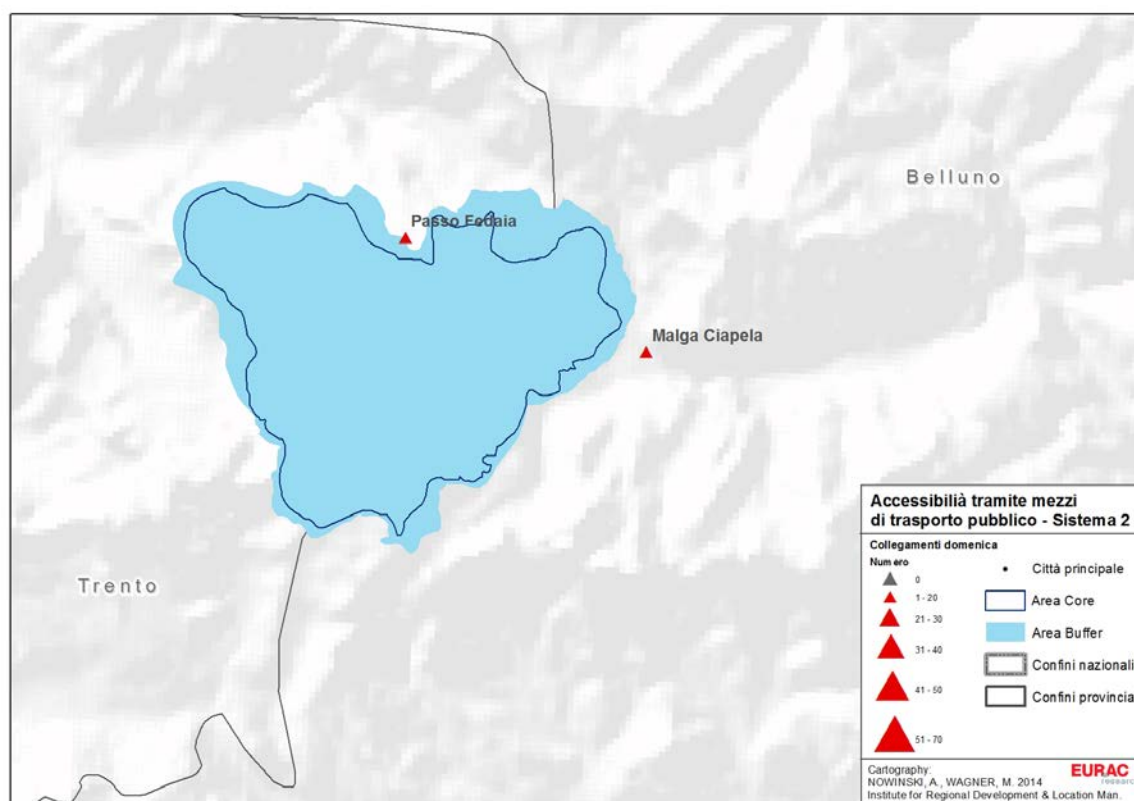 Belluno
Passo Fedaia
Malga Ciapela
Trento
Accessibilià tramite mezzi
di trasporto pubblico - Sistema 2
Collegamenti domenica
Numero
0
1 - 20
21 - 30
31 - 40
41 - 50
51 - 70
Città principale
Area Core
Area Buffer
Confini nazionali
Confini provincia
Cartography:
NOWINSKI, A., WAGNER, M. 2014
Institute for Regional Development & Location Man.
EURAC
research